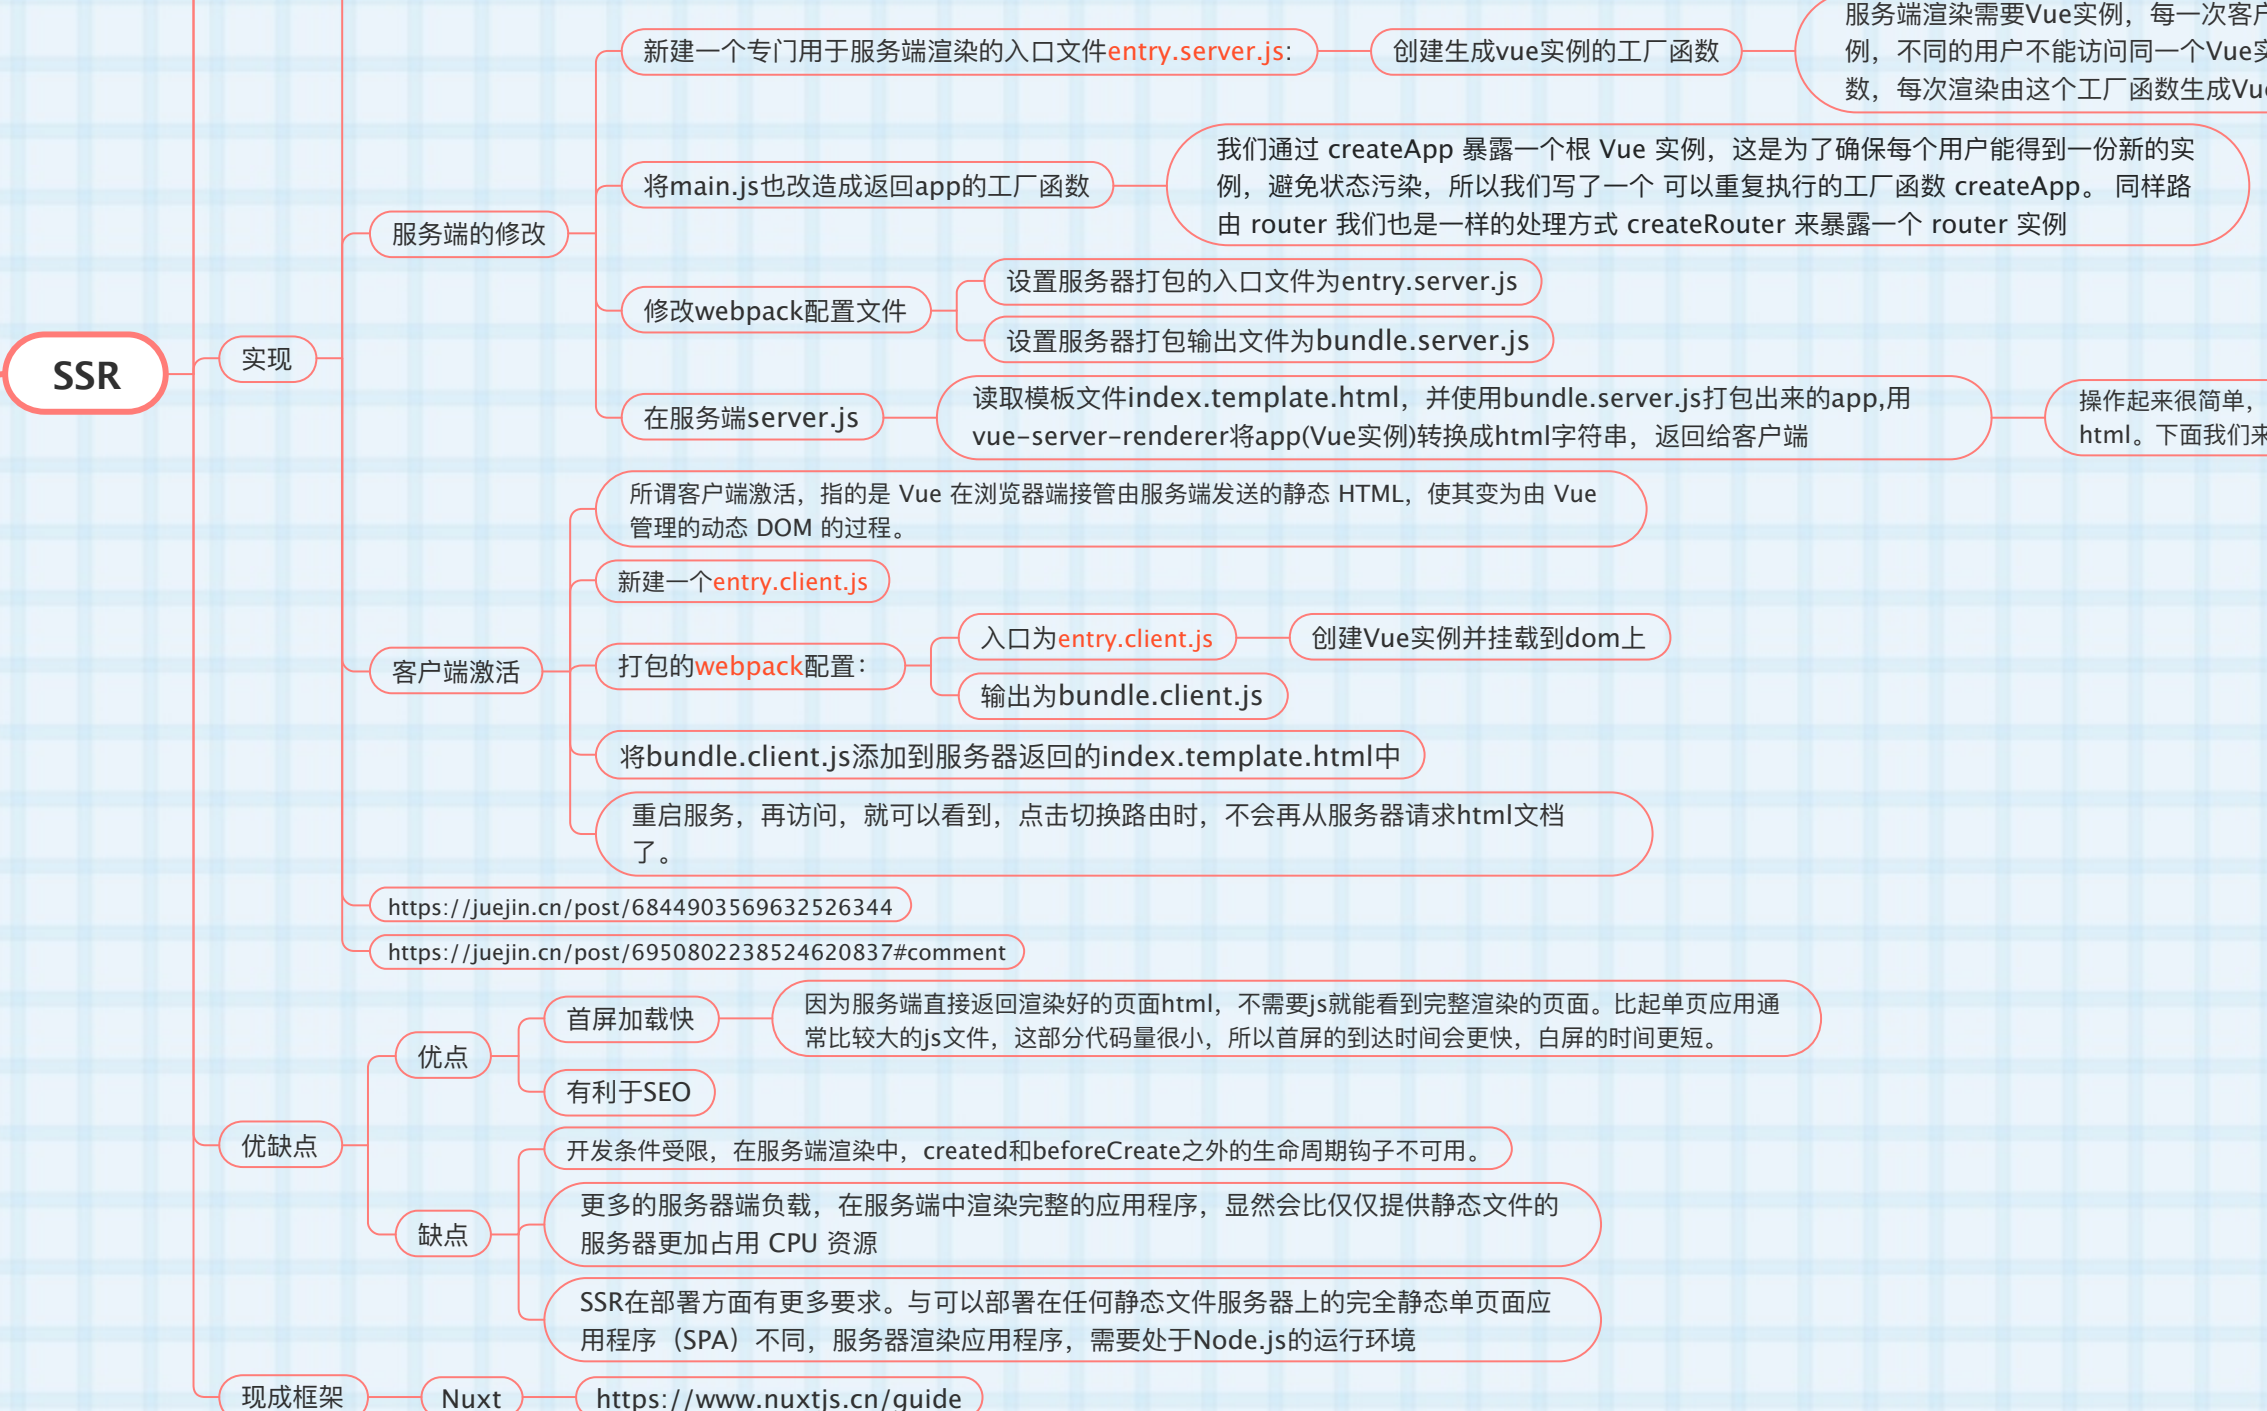 SSR
实现
服务端的修改
新建一个专门用于服务端渲染的入口文件entry.server.js:
创建生成vue实例的工厂函数
服务端渲染需要Vue实例，每一次客户
例，不同的用户不能访问同一个Vue实
数，每次渲染由这个工厂函数生成Vue
将main.js也改造成返回app的工厂函数
我们通过 createApp 暴露一个根 Vue 实例，这是为了确保每个用户能得到一份新的实
例，避免状态污染，所以我们写了一个 可以重复执行的工厂函数 createApp。 同样路
由 router 我们也是一样的处理方式 createRouter 来暴露一个 router 实例
修改webpack配置文件
设置服务器打包的入口文件为entry.server.js
设置服务器打包输出文件为bundle.server.js
在服务端server.js
读取模板文件index.template.html，并使用bundle.server.js打包出来的app,用
vue-server-renderer将app(Vue实例)转换成html字符串，返回给客户端
操作起来很简单，
html。下面我们来
客户端激活
所谓客户端激活，指的是 Vue 在浏览器端接管由服务端发送的静态 HTML，使其变为由 Vue
管理的动态 DOM 的过程。
新建一个entry.client.js
打包的webpack配置：
入口为entry.client.js
创建Vue实例并挂载到dom上
输出为bundle.client.js
将bundle.client.js添加到服务器返回的index.template.html中
重启服务，再访问，就可以看到，点击切换路由时，不会再从服务器请求html文档
了。
https://juejin.cn/post/6844903569632526344
https://juejin.cn/post/6950802238524620837#comment
优缺点
优点
首屏加载快
因为服务端直接返回渲染好的页面html，不需要js就能看到完整渲染的页面。比起单页应用通
常比较大的js文件，这部分代码量很小，所以首屏的到达时间会更快，白屏的时间更短。
有利于SEO
缺点
开发条件受限，在服务端渲染中，created和beforeCreate之外的生命周期钩子不可用。
更多的服务器端负载，在服务端中渲染完整的应用程序，显然会比仅仅提供静态文件的
服务器更加占用 CPU 资源
SSR在部署方面有更多要求。与可以部署在任何静态文件服务器上的完全静态单页面应
用程序（SPA）不同，服务器渲染应用程序，需要处于Node.js的运行环境
现成框架
Nuxt
https://www.nuxtjs.cn/guide